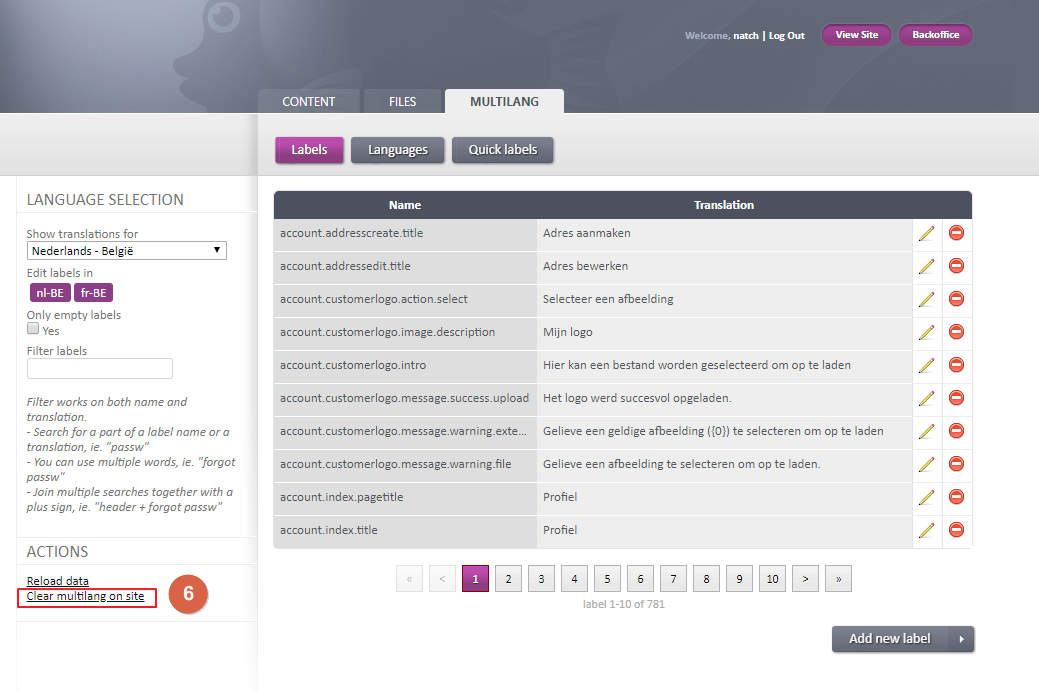 Welcome, natch | Log Out
View Site
Backoffice
CONTENT
FILES
MULTILANG
Labels
Languages
Quick labels
LANGUAGE SELECTION
Show translations for
Nederlands - België
Edit labels in
nl-BE fr-BE
Only empty labels
Yes
Filter labels
Filter works on both name and
translation.
- Search for a part of a label name or a
translation, ie. "passw"
- You can use multiple words, ie. "forgot
passw"
- Join multiple searches together with a
plus sign, ie. "header + forgot passw"
ACTIONS
Reload data
Clear multilang on site
6
Name Translation
account.addresscreate.title Adres aanmaken
account.addressedit.title Adres bewerken
account.customerlogo.action.select Selecteer een afbeelding
account.customerlogo.image.description Mijn logo
account.customerlogo.intro Hier kan een bestand worden geselecteerd om op te laden
account.customerlogo.message.success.upload Het logo werd succesvol opgeladen.
account.customerlogo.message.warning.exte... Gelieve een geldige afbeelding ({0}) te selecteren om op te laden
account.customerlogo.message.warning.file Gelieve een afbeelding te selecteren om op te laden.
account.index.pagetitle Profiel
account.index.title Profiel
« < 1 2 3 4 5 6 7 8 9 10 > »
label 1-10 of 781
Add new label